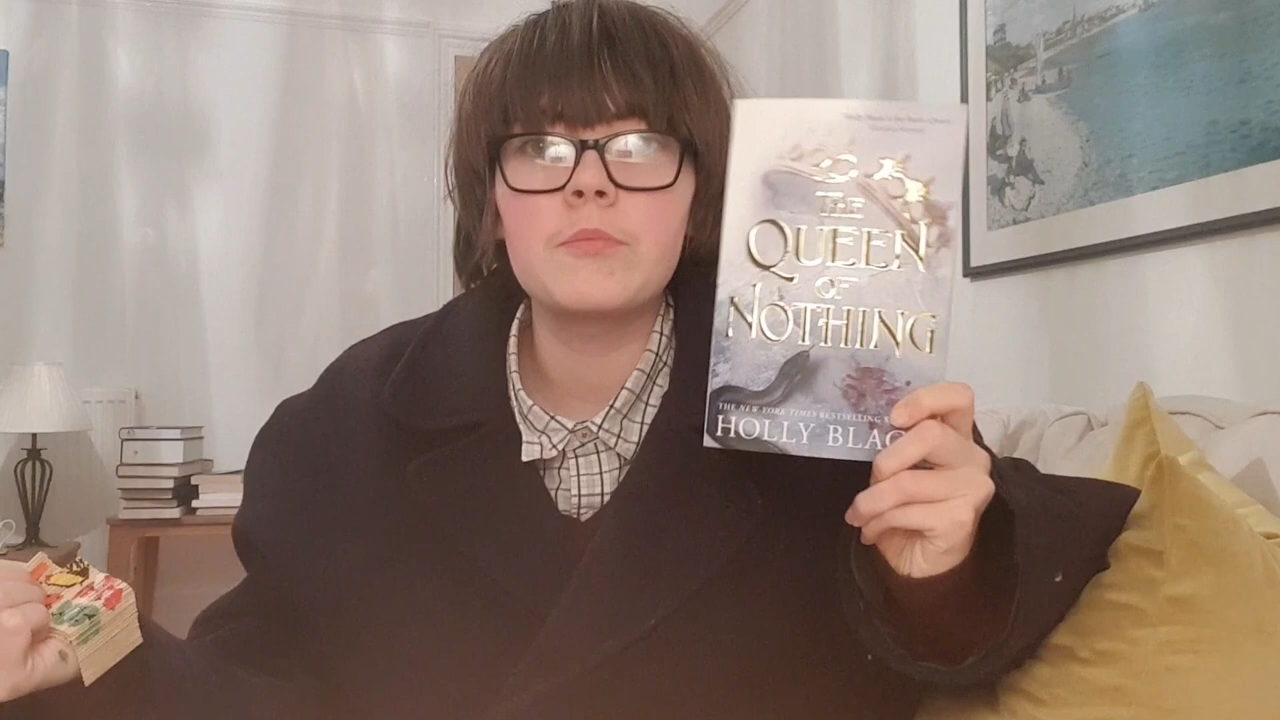 THE
QUEEN
OF
NOTHING
THE NEW YORK TIMES BESTSELLING
HOLLY BLAC